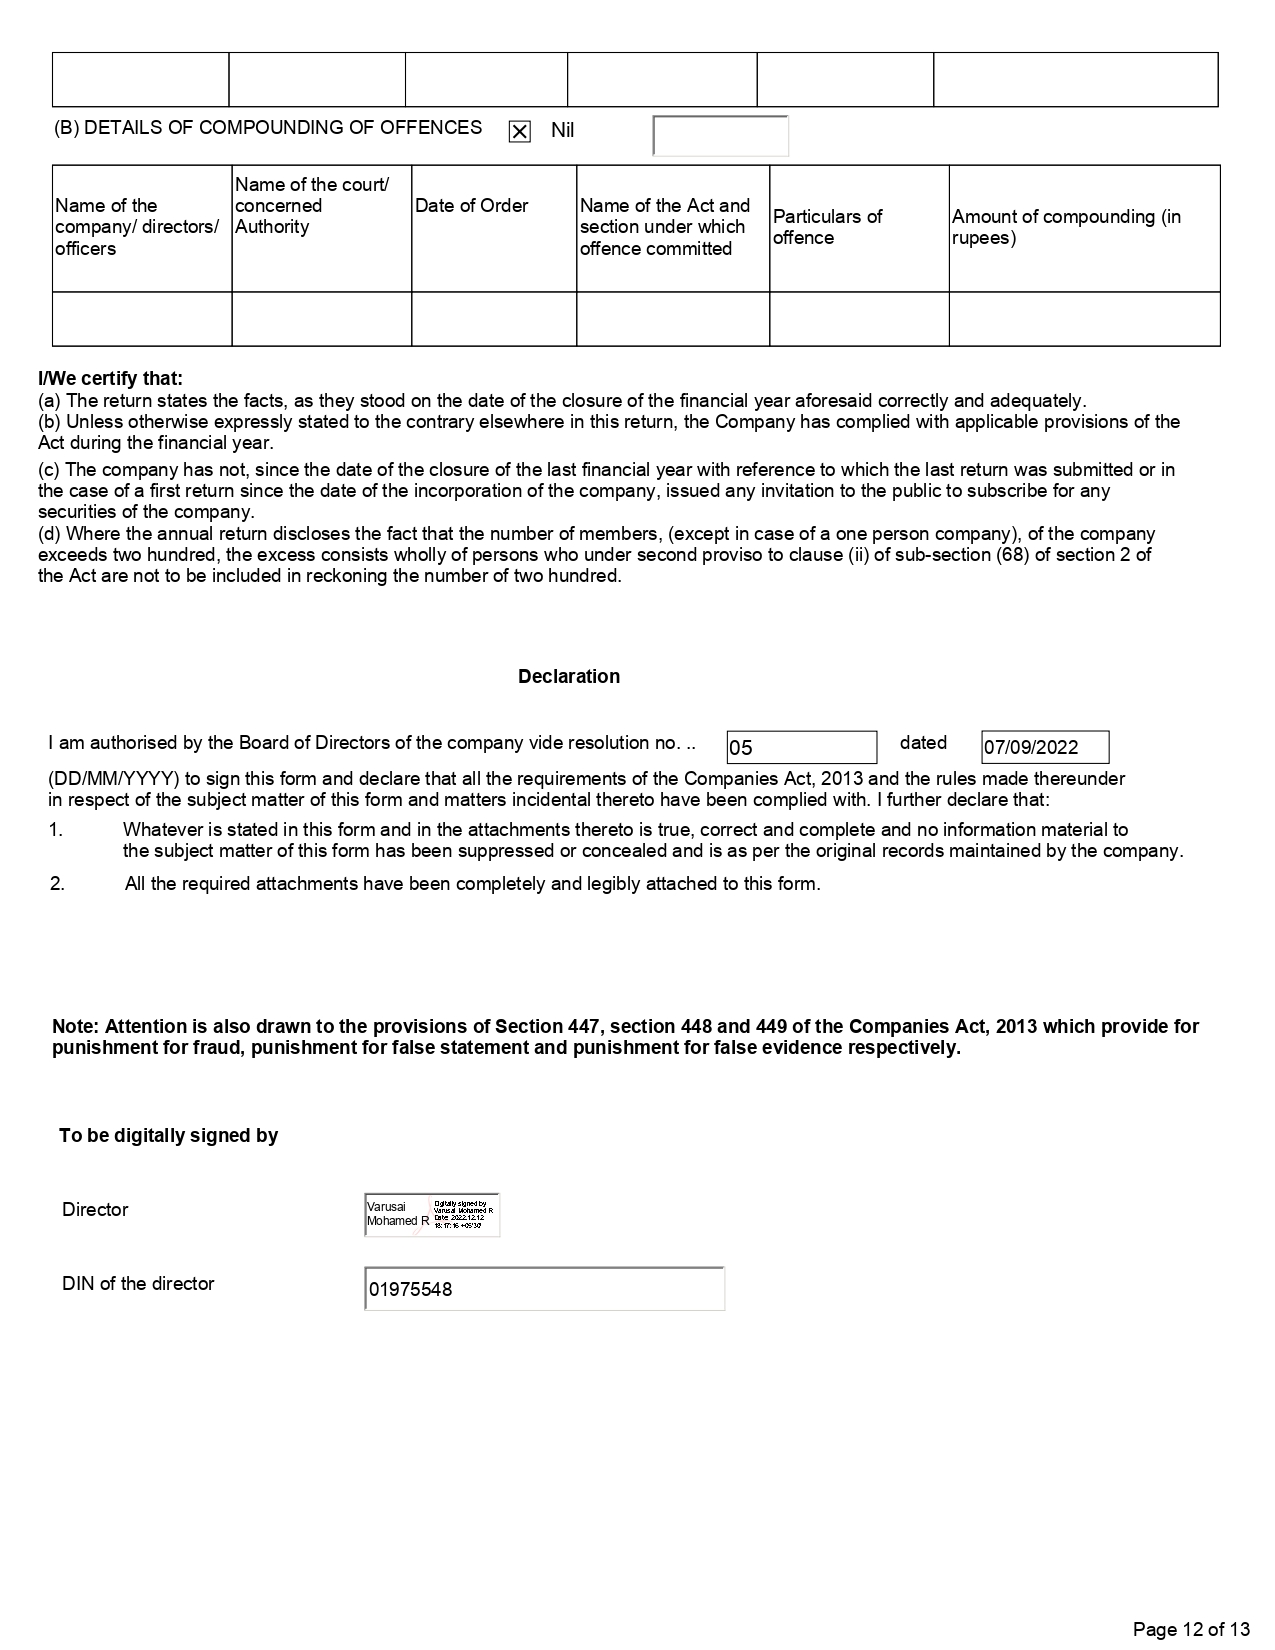 (B) DETAILS OF COMPOUNDING OF OFFENCES Nil
Name of the company/ directors/ officers
Name of the court/ concerned Authority
Date of Order
Name of the Act and section under which offence committed
Particulars of offence
Amount of compounding (in rupees)
I/We certify that:
(a) The return states the facts, as they stood on the date of the closure of the financial year aforesaid correctly and adequately.
(b) Unless otherwise expressly stated to the contrary elsewhere in this return, the Company has complied with applicable provisions of the
Act during the financial year.
(c) The company has not, since the date of the closure of the last financial year with reference to which the last return was submitted or in
the case of a first return since the date of the incorporation of the company, issued any invitation to the public to subscribe for any
securities of the company.
(d) Where the annual return discloses the fact that the number of members, (except in case of a one person company), of the company
exceeds two hundred, the excess consists wholly of persons who under second proviso to clause (ii) of sub-section (68) of section 2 of
the Act are not to be included in reckoning the number of two hundred.
Declaration
I am authorised by the Board of Directors of the company vide resolution no. .. 05 dated 07/09/2022
(DD/MM/YYYY) to sign this form and declare that all the requirements of the Companies Act, 2013 and the rules made thereunder
in respect of the subject matter of this form and matters incidental thereto have been complied with. I further declare that:
1. Whatever is stated in this form and in the attachments thereto is true, correct and complete and no information material to
the subject matter of this form has been suppressed or concealed and is as per the original records maintained by the company.
2. All the required attachments have been completely and legibly attached to this form.
Note: Attention is also drawn to the provisions of Section 447, section 448 and 449 of the Companies Act, 2013 which provide for
punishment for fraud, punishment for false statement and punishment for false evidence respectively.
To be digitally signed by
Director
Varusai
Mohamed R
Digitally signed by
Varusai Mohamed R
Date: 2022.12.12
18:17:16 +05'30'
DIN of the director 01975548
Page 12 of 13